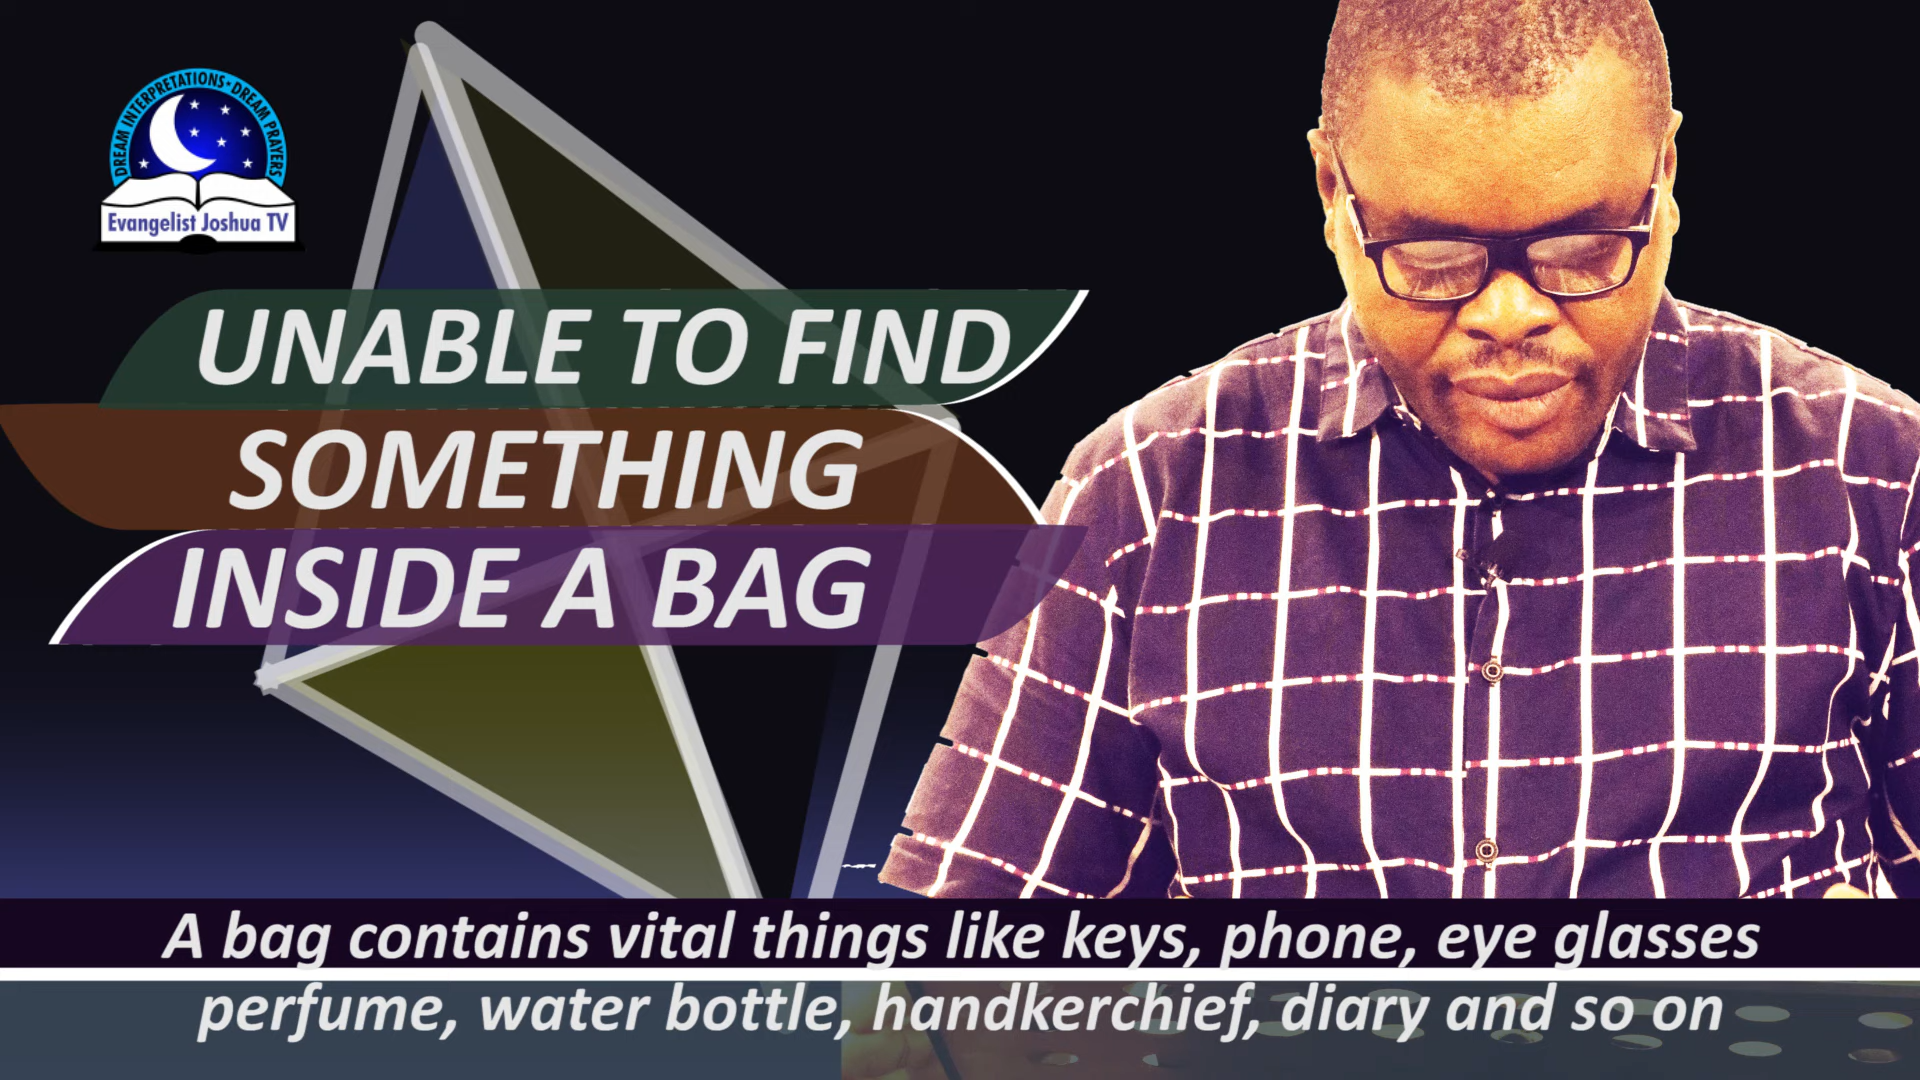 DREAM INTERPRETATIONS • DREAM PRAYERS
Evangelist Joshua TV
UNABLE TO FIND
SOMETHING
INSIDE A BAG
A bag contains vital things like keys, phone, eye glasses
perfume, water bottle, handkerchief, diary and so on